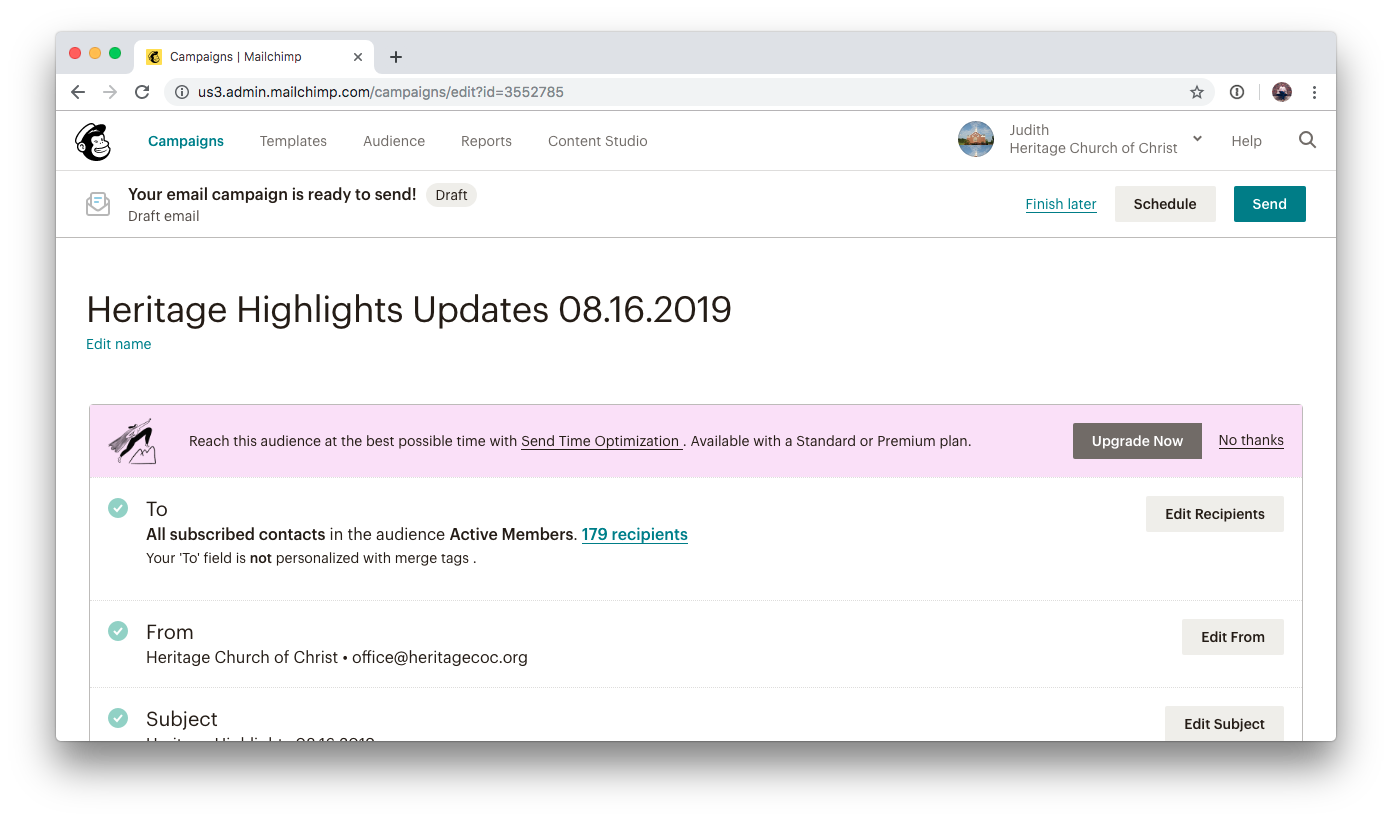 Campaigns | Mailchimp
us3.admin.mailchimp.com/campaigns/edit?id=3552785
Campaigns Templates Audience Reports Content Studio
Judith
Heritage Church of Christ
Help
Your email campaign is ready to send! Draft
Draft email
Finish later Schedule Send
Heritage Highlights Updates 08.16.2019
Edit name
Reach this audience at the best possible time with Send Time Optimization . Available with a Standard or Premium plan.
Upgrade Now No thanks
To
All subscribed contacts in the audience Active Members. 179 recipients
Your 'To' field is not personalized with merge tags .
Edit Recipients
From
Heritage Church of Christ • office@heritagecoc.org
Edit From
Subject
Edit Subject